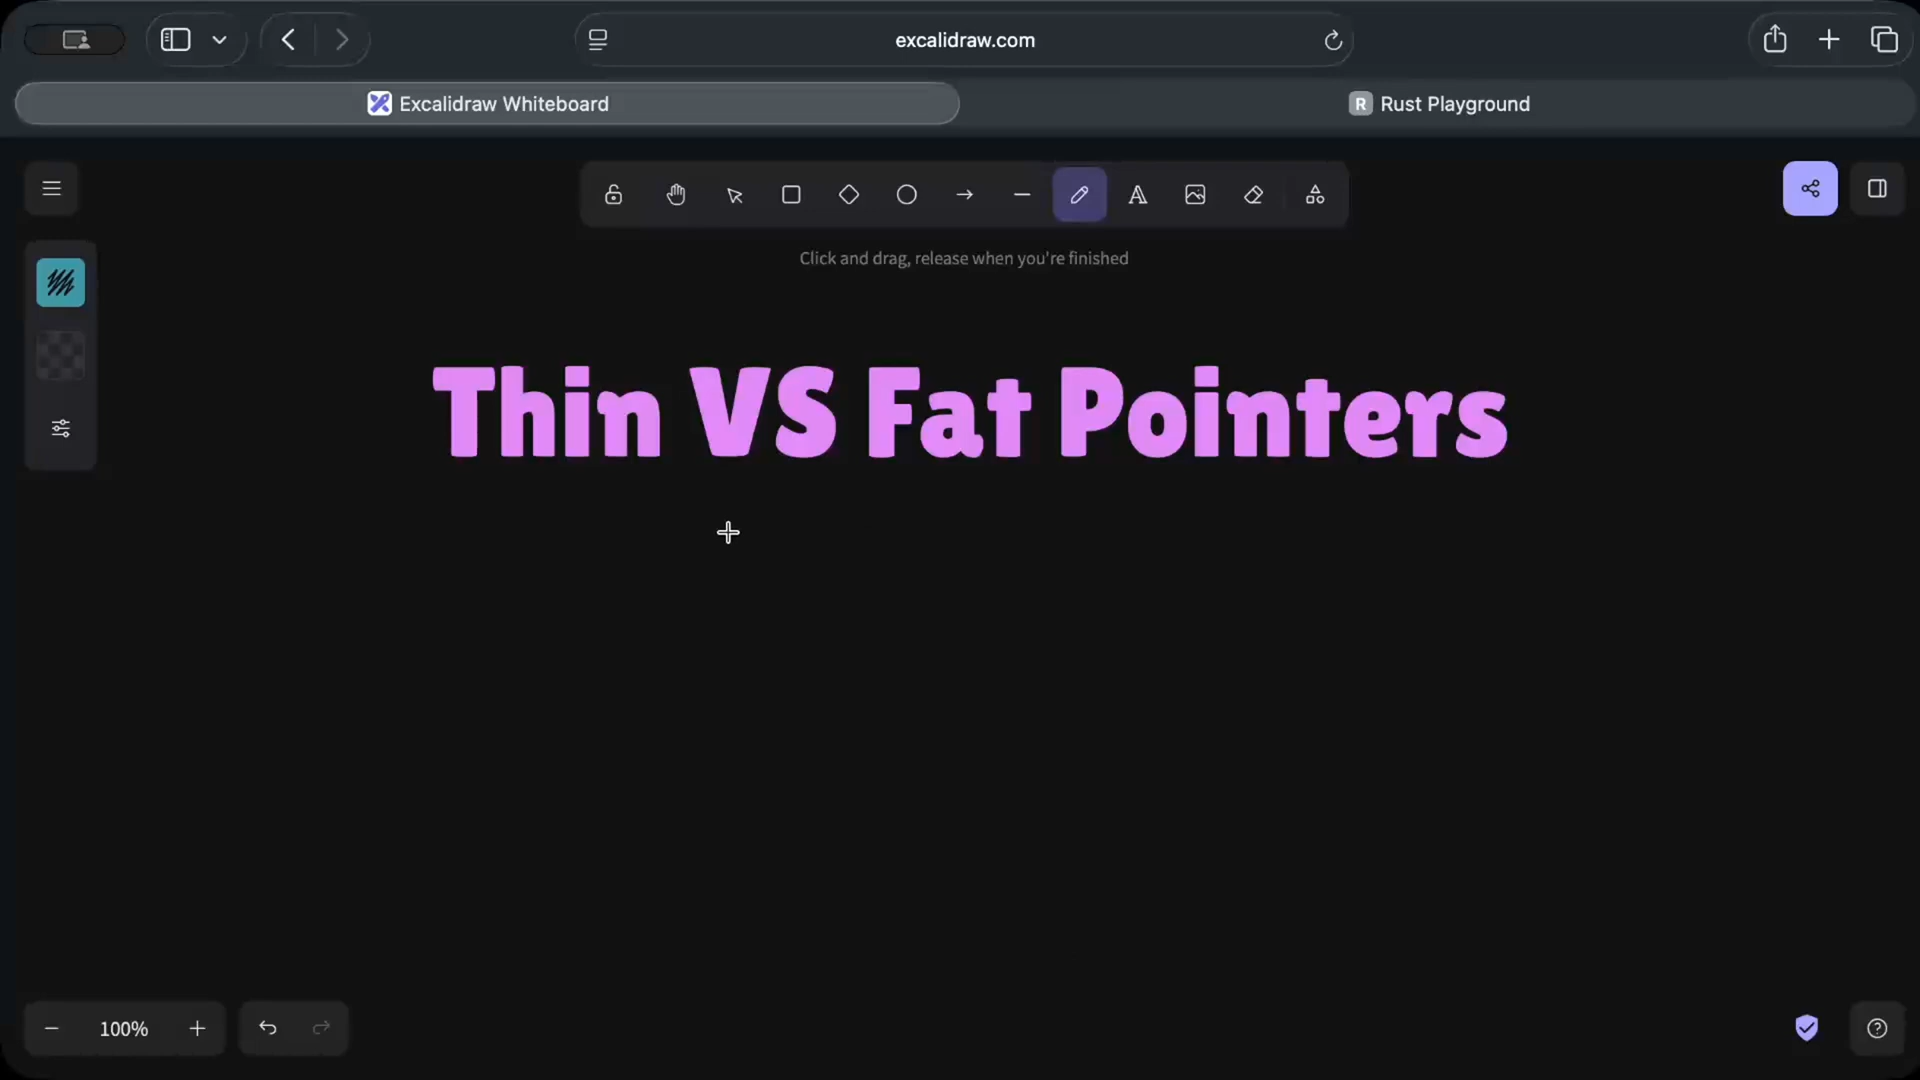 excalidraw.com
Excalidraw Whiteboard
R Rust Playground
Click and drag, release when you're finished
Thin VS Fat Pointers
100%